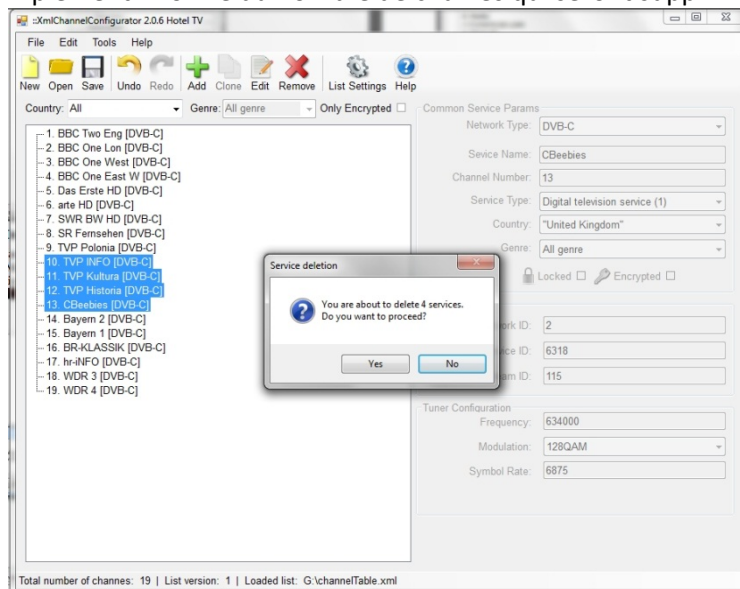 ::XmlChannelConfigurator 2.0.6 Hotel TV
File Edit Tools Help
New Open Save Undo Redo Add Clone Edit Remove List Settings Help
Country: All Genre: All genre Only Encrypted
1. BBC Two Eng [DVB-C]
2. BBC One Lon [DVB-C]
3. BBC One West [DVB-C]
4. BBC One East W [DVB-C]
5. Das Erste HD [DVB-C]
6. arte HD [DVB-C]
7. SWR BW HD [DVB-C]
8. SR Fernsehen [DVB-C]
9. TVP Polonia [DVB-C]
10. TVP INFO [DVB-C]
11. TVP Kultura [DVB-C]
12. TVP Historia [DVB-C]
13. CBeebies [DVB-C]
14. Bayern 2 [DVB-C]
15. Bayern 1 [DVB-C]
16. BR-KLASSIK [DVB-C]
17. hr-iNFO [DVB-C]
18. WDR 3 [DVB-C]
19. WDR 4 [DVB-C]
Service deletion
You are about to delete 4 services.
Do you want to proceed?
Yes No
Common Service Params
Network Type: DVB-C
Sevice Name: CBeebies
Channel Number: 13
Service Type: Digital television service (1)
Country: "United Kingdom"
Genre: All genre
Locked Encrypted
ork ID: 2
ice ID: 6318
am ID: 115
Tuner Configuration
Frequency: 634000
Modulation: 128QAM
Symbol Rate: 6875
Total number of channes: 19 | List version: 1 | Loaded list: G:\channelTable.xml